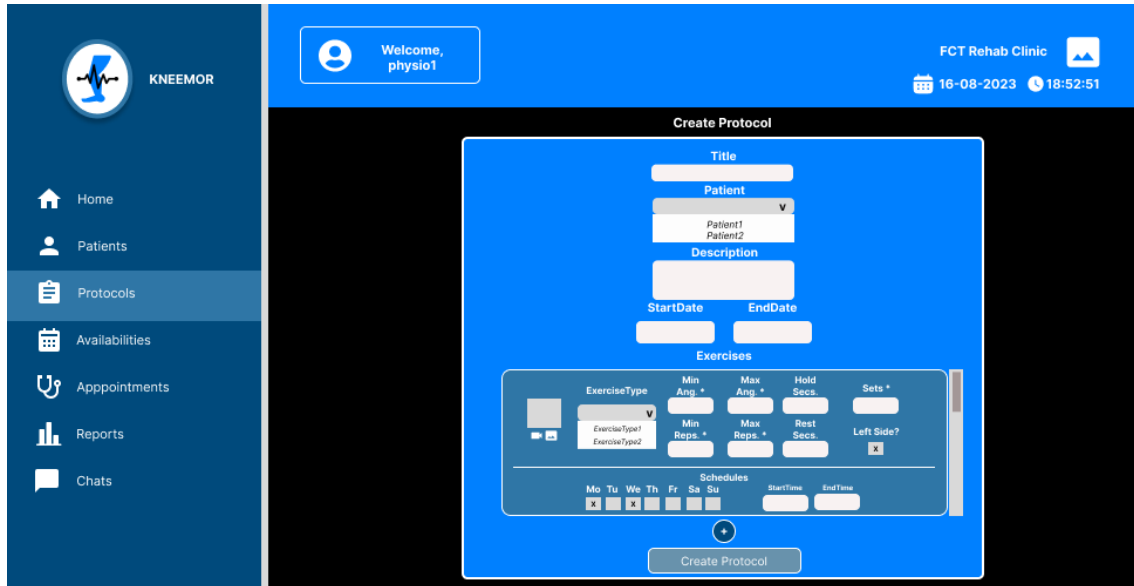 KNEEMOR
Home
Patients
Protocols
Availabilities
Apppointments
Reports
Chats
Welcome,
physio1
FCT Rehab Clinic
16-08-2023 18:52:51
Create Protocol
Title
Patient
v
Patient1
Patient2
Description
StartDate EndDate
Exercises
ExerciseType
v
ExerciseType1
ExerciseType2
Min
Ang. *
Max
Ang. *
Hold
Secs.
Sets *
Min
Reps. *
Max
Reps. *
Rest
Secs.
Left Side?
x
Schedules
Mo Tu We Th Fr Sa Su
x x
StartTime EndTime
+
Create Protocol